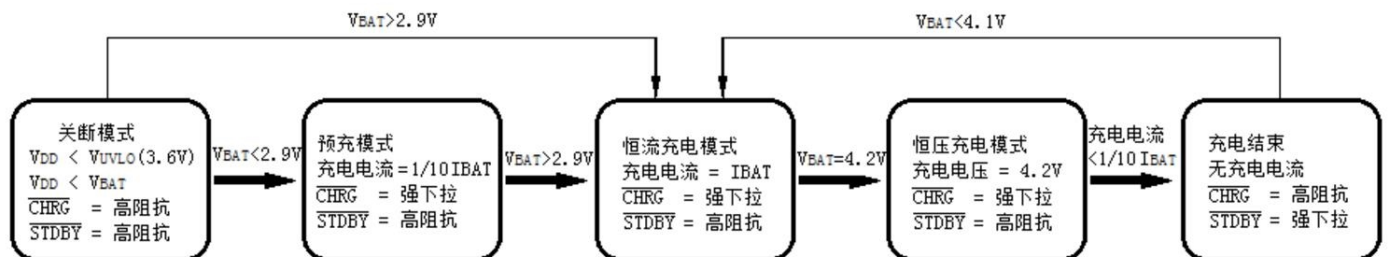 VBAT>2.9V
VBAT<4.1V
关断模式
VDD < VUVLO(3.6V)
VDD < VBAT
CHRG = 高阻抗
STDBY = 高阻抗
VBAT<2.9V
预充模式
充电电流=1/10IBAT
CHRG = 强下拉
STDBY = 高阻抗
VBAT>2.9V
恒流充电模式
充电电流 = IBAT
CHRG = 强下拉
STDBY = 高阻抗
VBAT=4.2V
恒压充电模式
充电电压 = 4.2V
CHRG = 强下拉
STDBY = 高阻抗
充电电流
<1/10IBAT
充电结束
无充电电流
CHRG = 高阻抗
STDBY = 强下拉